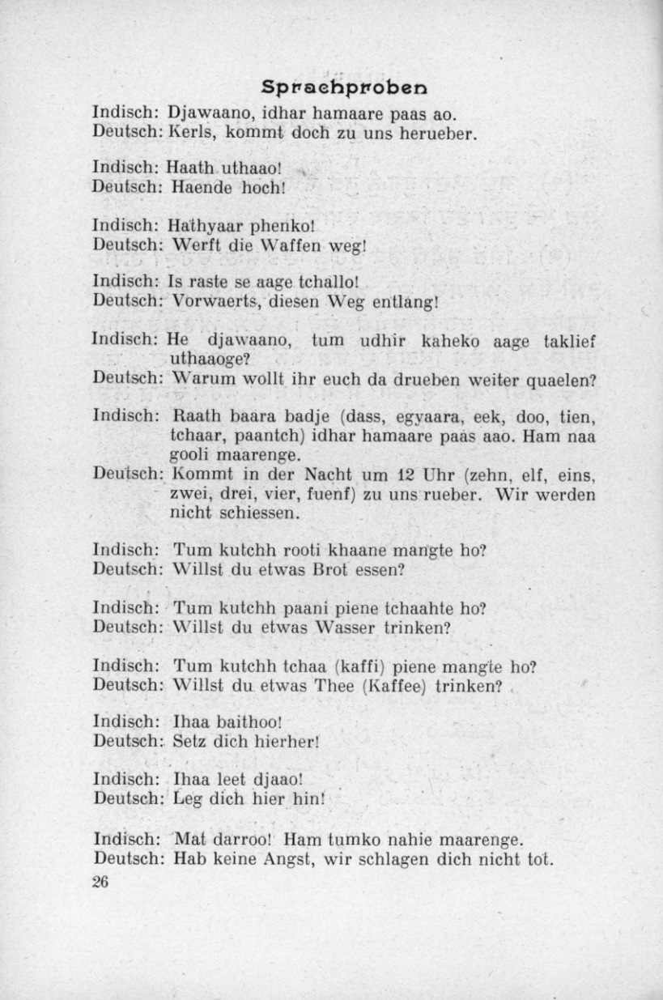 Sprachproben
Indisch: Djawaano, idhar hamaare paas ao.
Deutsch: Kerls, kommt doch zu uns herueber.
Indisch: Haath uthaao!
Deutsch: Haende hoch!
Indisch: Hathyaar phenko!
Deutsch: Werft die Waffen weg!
Indisch: Is raste se aage tchallo!
Deutsch: Vorwaerts, diesen Weg entlang!
Indisch: He djawaano, tum udhir kaheko aage taklief
uthaaoge?
Deutsch: Warum wollt ihr euch da drueben weiter quaelen?
Indisch: Raath baara badje (dass, egyaara, eek, doo, tien,
tchaar, paantch) idhar hamaare paas aao. Ham naa
gooli maarenge.
Deutsch: Kommt in der Nacht um 12 Uhr (zehn, elf, eins,
zwei, drei, vier, fuenf) zu uns rueber. Wir werden
nicht schiessen.
Indisch: Tum kutchh rooti khaane mangte ho?
Deutsch: Willst du etwas Brot essen?
Indisch: Tum kutchh paani piene tchaahte ho?
Deutsch: Willst du etwas Wasser trinken?
Indisch: Tum kutchh tchaa (kaffi) piene mangte ho?
Deutsch: Willst du etwas Thee (Kaffee) trinken?
Indisch: Ihaa baithoo!
Deutsch: Setz dich hierher!
Indisch: Ihaa leet djaao!
Deutsch: Leg dich hier hin!
Indisch: Mat darroo! Ham tumko nahie maarenge.
Deutsch: Hab keine Angst, wir schlagen dich nicht tot.
26